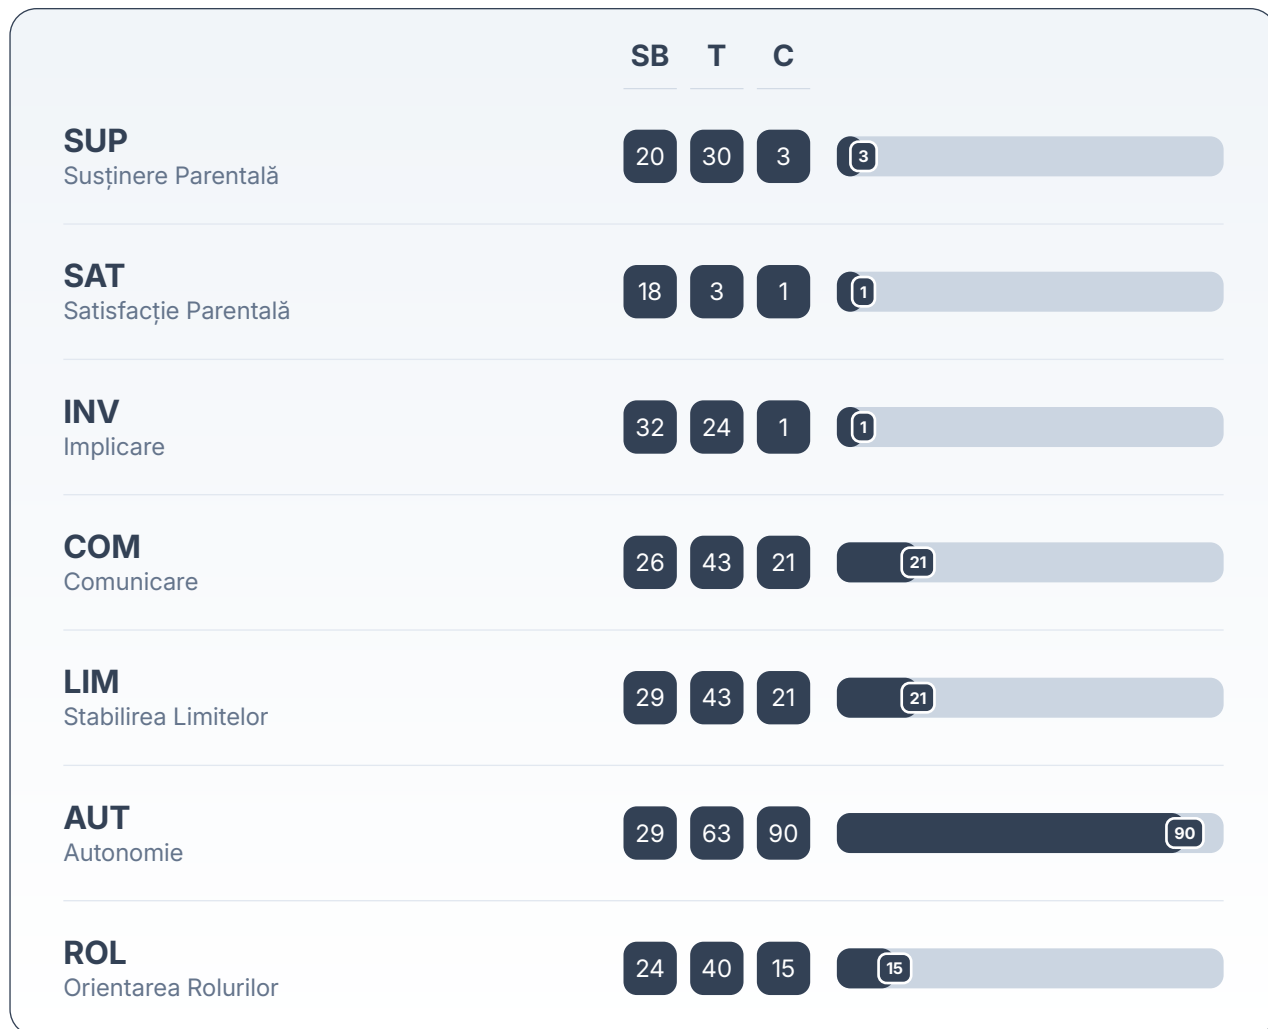 SB T C
SUP
Susținere Parentală
20 30 3 3
SAT
Satisfacție Parentală
18 3 1 1
INV
Implicare
32 24 1 1
COM
Comunicare
26 43 21 21
LIM
Stabilirea Limitelor
29 43 21 21
AUT
Autonomie
29 63 90 90
ROL
Orientarea Rolurilor
24 40 15 15